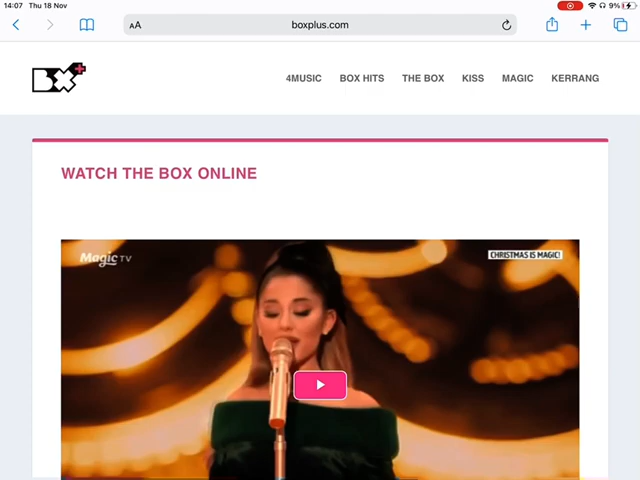 14:07 Thu 18 Nov 9%
AA boxplus.com
BOX+
4MUSIC BOX HITS THE BOX KISS MAGIC KERRANG
WATCH THE BOX ONLINE
Magic TV
CHRISTMAS IS MAGIC!